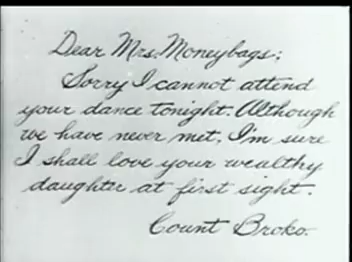 Dear Mrs. Moneybags:
Sorry I cannot attend
your dance tonight. Although
we have never met, I'm sure
I shall love your wealthy
daughter at first sight.
Count Broko.